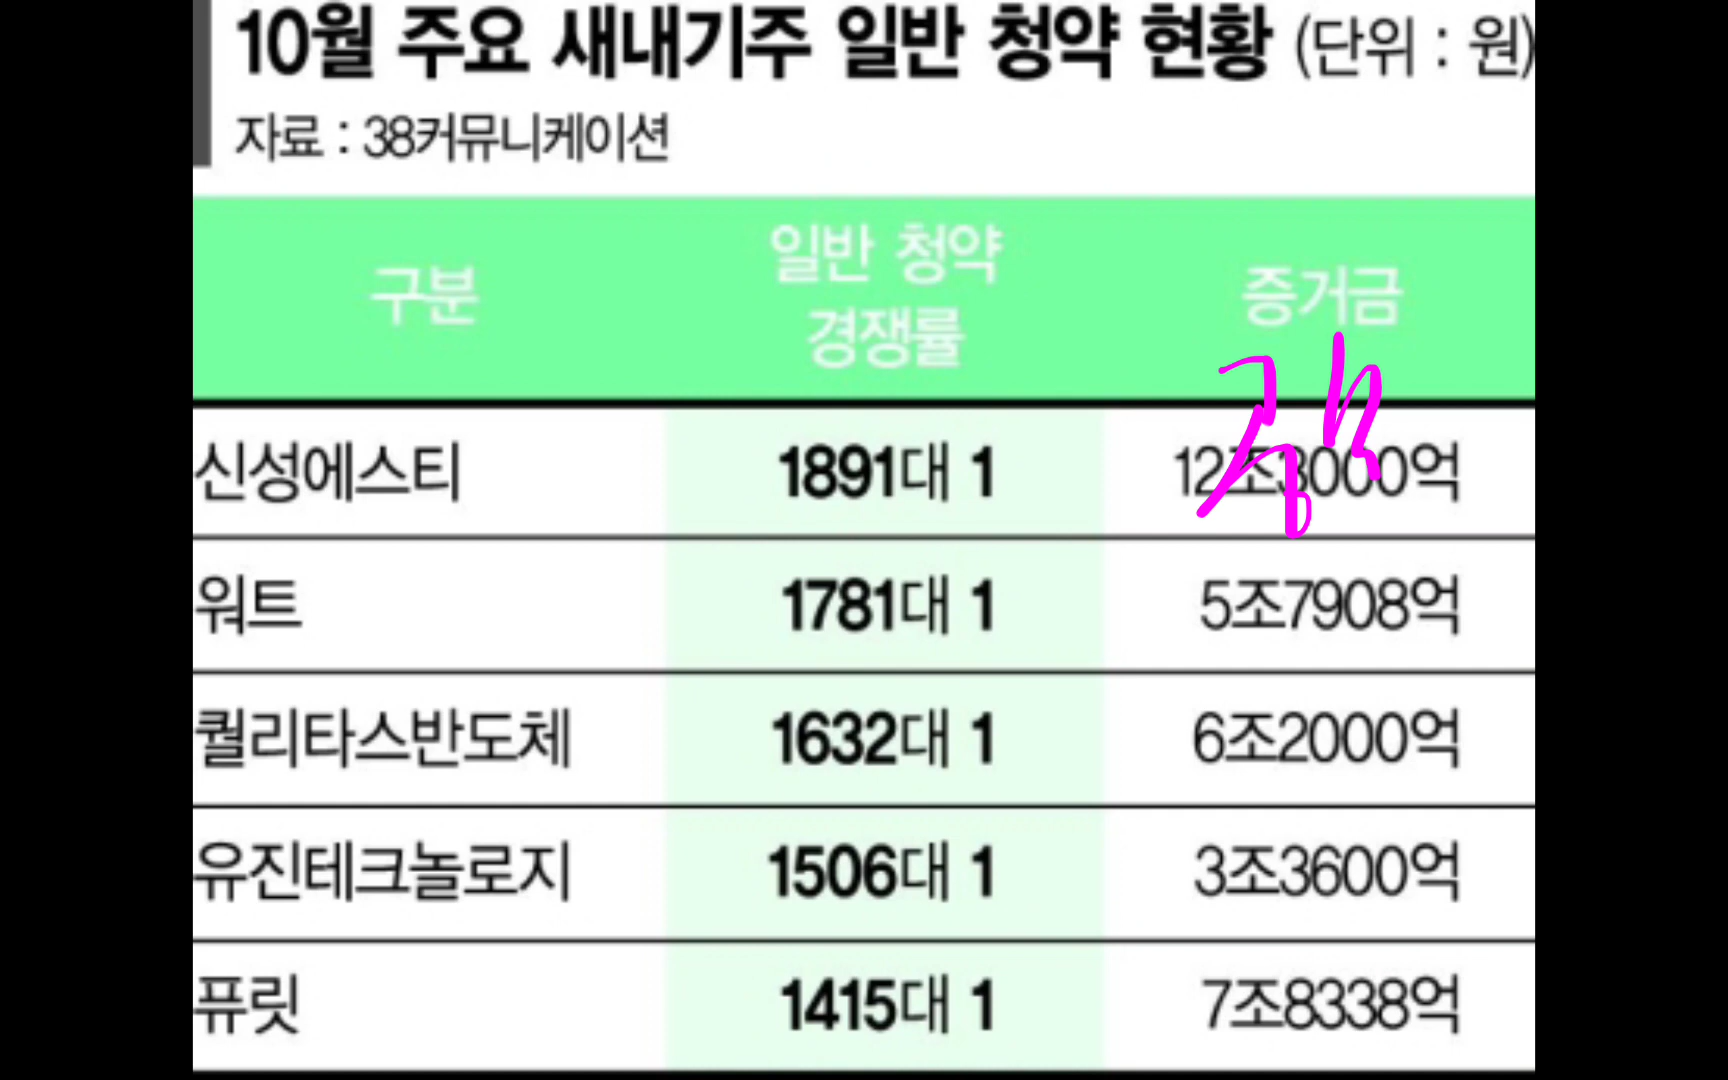 10월 주요 새내기주 일반 청약 현황 (단위 : 원)
자료 : 38커뮤니케이션
구분 일반 청약 경쟁률 증거금
신성에스티 1891대 1 12조3000억
워트 1781대 1 5조7908억
퀄리타스반도체 1632대 1 6조2000억
유진테크놀로지 1506대 1 3조3600억
퓨릿 1415대 1 7조8338억